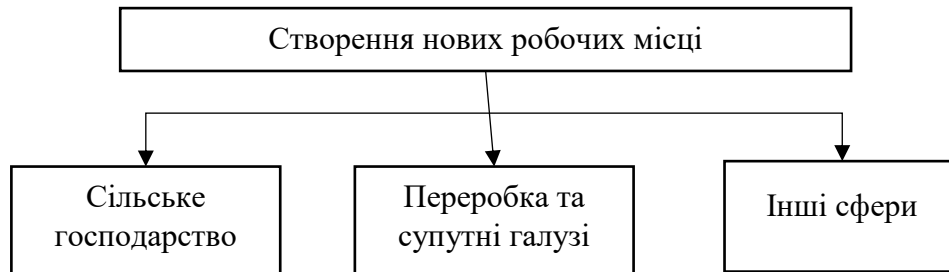 Створення нових робочих місці
Сільське
господарство
Переробка та
супутні галузі
Інші сфери